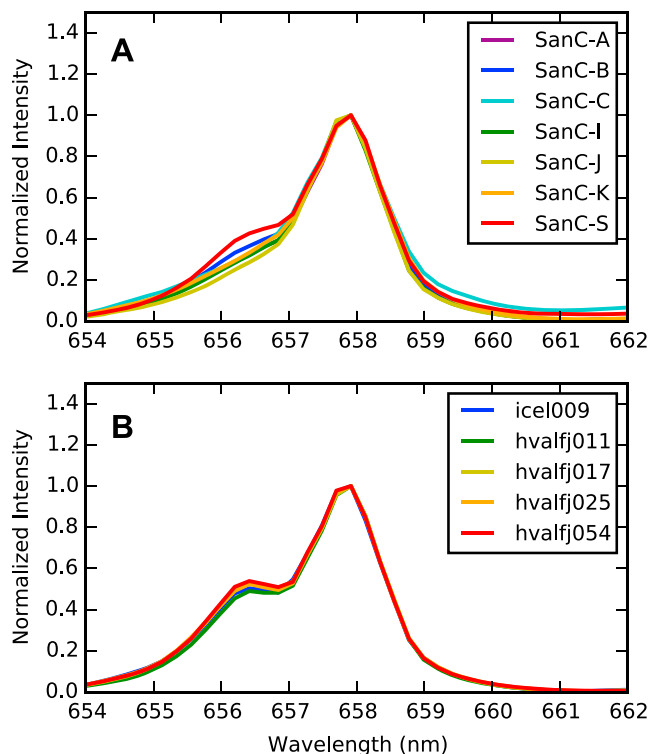 A
Normalized Intensity
1.4
1.2
1.0
0.8
0.6
0.4
0.2
0.0
654 655 656 657 658 659 660 661 662
SanC-A
SanC-B
SanC-C
SanC-I
SanC-J
SanC-K
SanC-S
B
Normalized Intensity
1.4
1.2
1.0
0.8
0.6
0.4
0.2
0.0
654 655 656 657 658 659 660 661 662
Wavelength (nm)
icel009
hvalfj011
hvalfj017
hvalfj025
hvalfj054